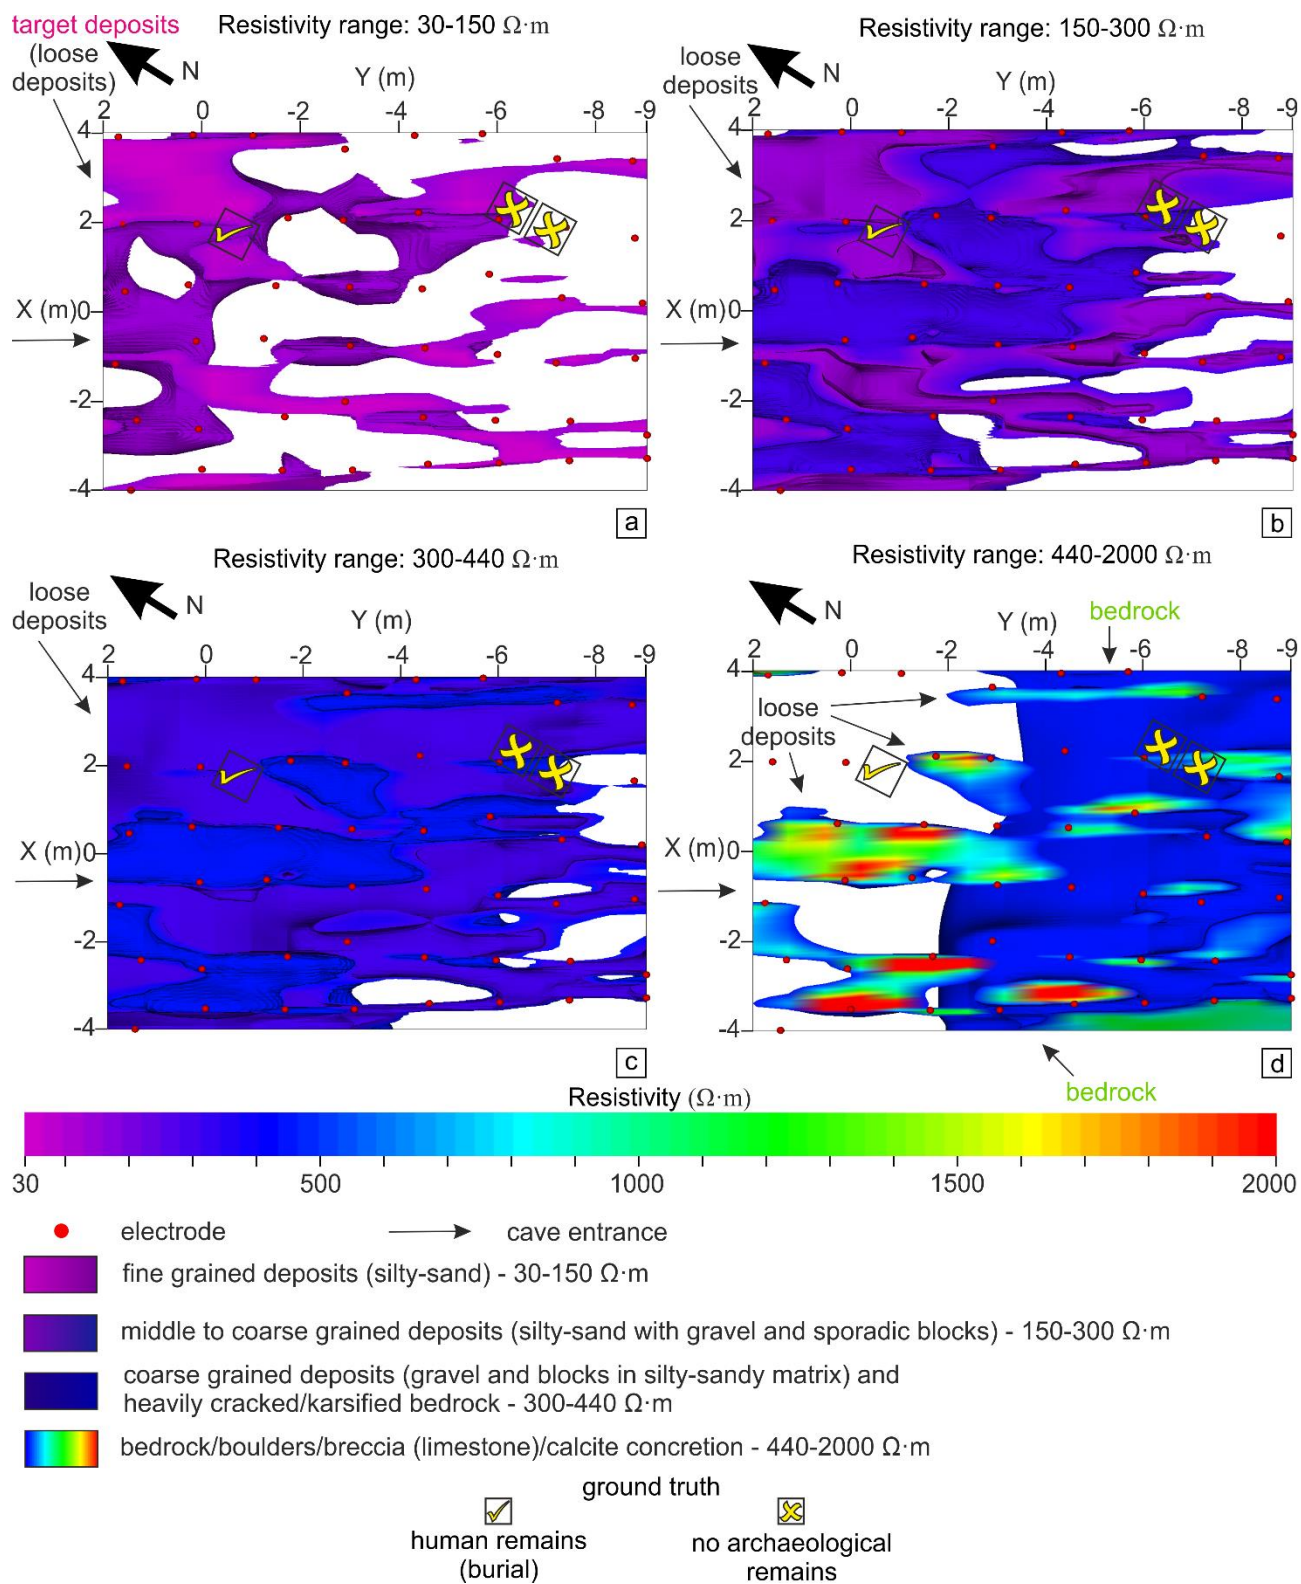 target deposits
(loose
deposits)
N
Resistivity range: 30-150 Ω·m
Y (m)
2 0 -2 -4 -6 -9
4
2
X (m) 0
-2
-4
a
Resistivity range: 150-300 Ω·m
loose
deposits
N
Y (m)
2 0 -2 -4 -6 -8 -9
4
2
X (m) 0
-2
-4
b
Resistivity range: 300-440 Ω·m
loose
deposits
N
Y (m)
2 0 -2 -4 -6 -8 -9
4
2
X (m) 0
-2
-4
c
Resistivity range: 440-2000 Ω·m
N
bedrock
Y (m)
2 0 -2 -4 -6 -8 -9
4
loose
deposits
2
X (m) 0
-2
-4
d
bedrock
Resistivity (Ω·m)
30 500 1000 1500 2000
electrode
cave entrance
fine grained deposits (silty-sand) - 30-150 Ω·m
middle to coarse grained deposits (silty-sand with gravel and sporadic blocks) - 150-300 Ω·m
coarse grained deposits (gravel and blocks in silty-sandy matrix) and
heavily cracked/karsified bedrock - 300-440 Ω·m
bedrock/boulders/breccia (limestone)/calcite concretion - 440-2000 Ω·m
ground truth
human remains
(burial)
no archaeological
remains